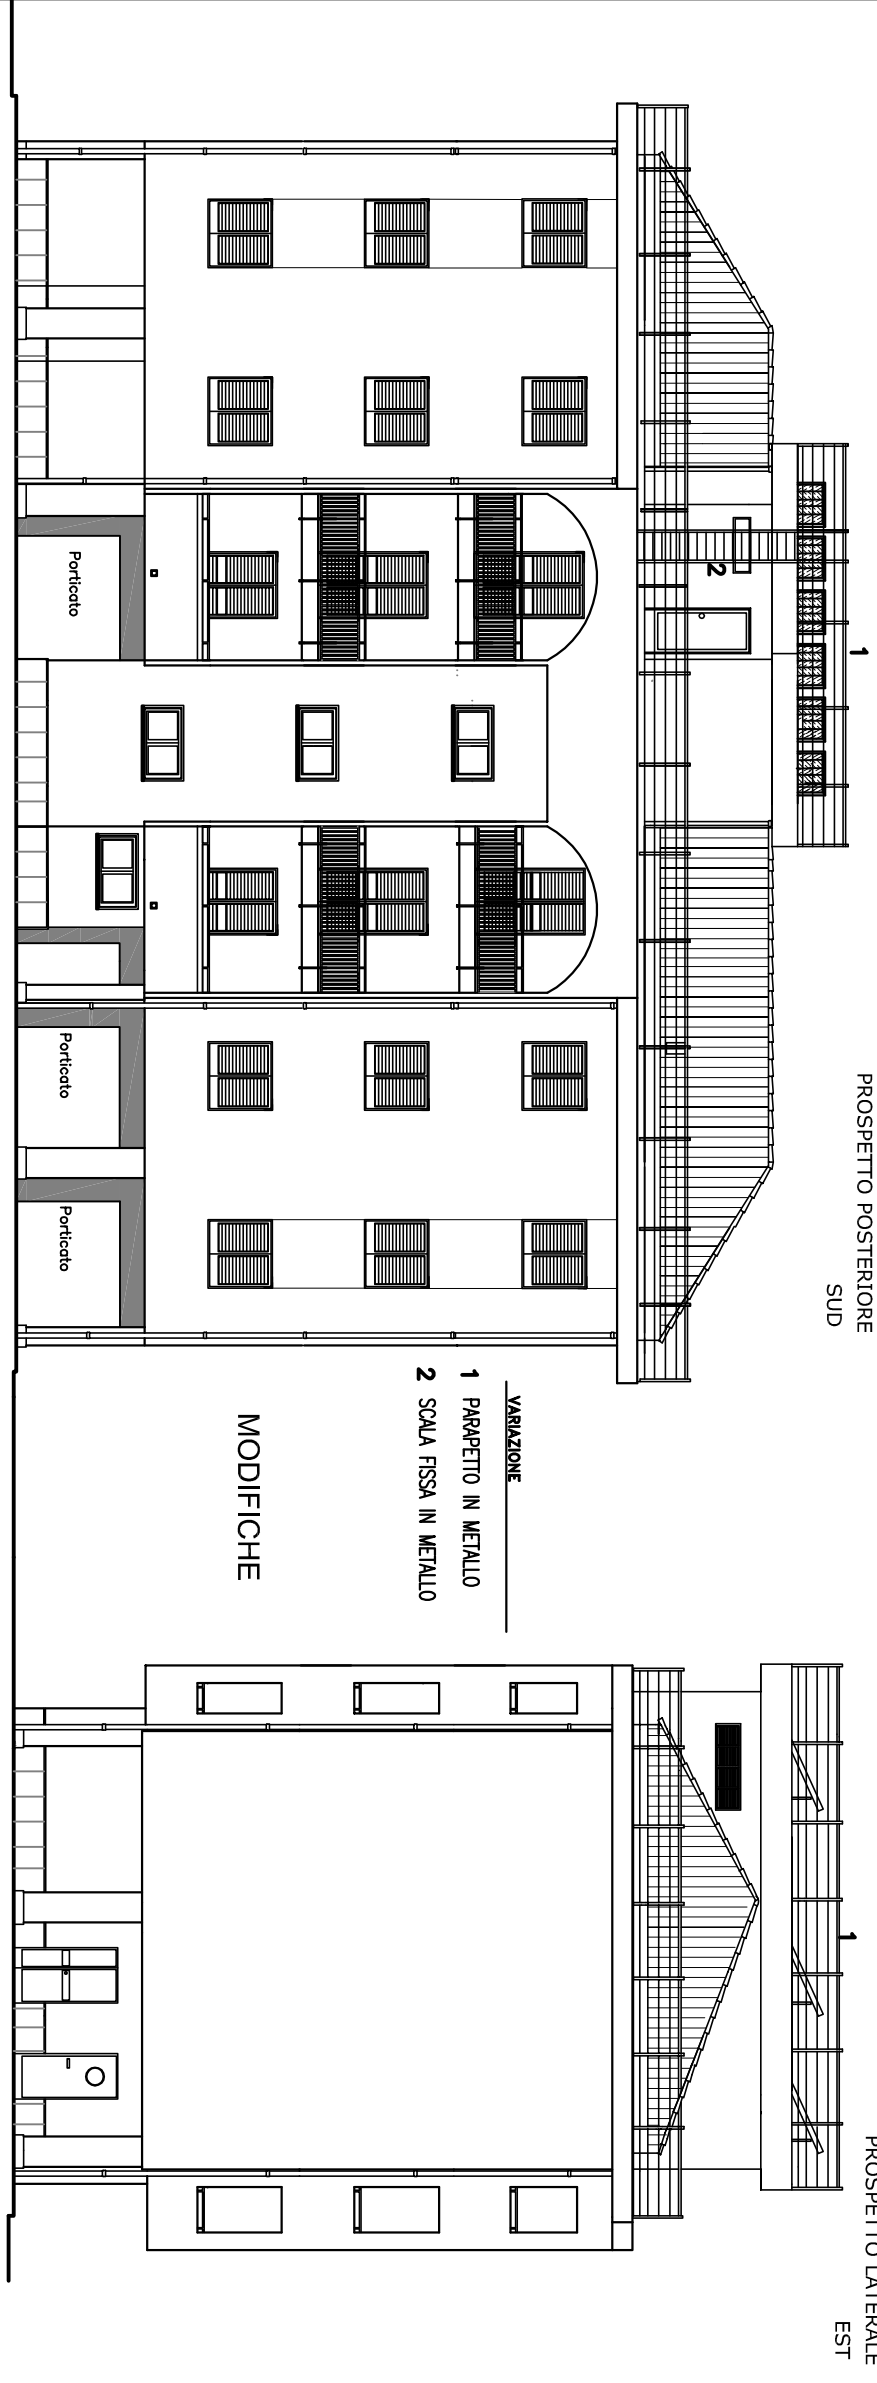 PROSPETTO POSTERIORE
SUD
1
2
Porticato
Porticato
Porticato
VARIAZIONE
1 PARAPETTO IN METALLO
2 SCALA FISSA IN METALLO
MODIFICHE
PROSPETTO LATERALE
EST
1